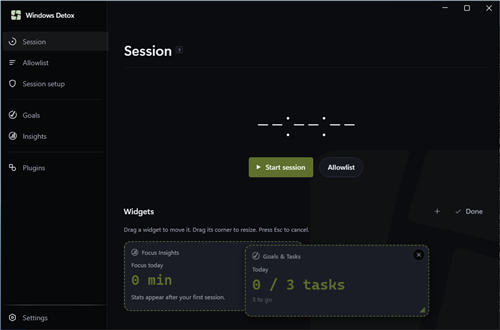 Windows Detox
Session
Allowlist
Session setup
Goals
Insights
Plugins
Settings
Session ?
--:--:--
Start session
Allowlist
Widgets
+
Done
Drag a widget to move it. Drag its corner to resize. Press Esc to cancel.
Focus Insights
Focus today
0 min
Stats appear after your first session.
Goals & Tasks
Today
0 / 3 tasks
3 to go